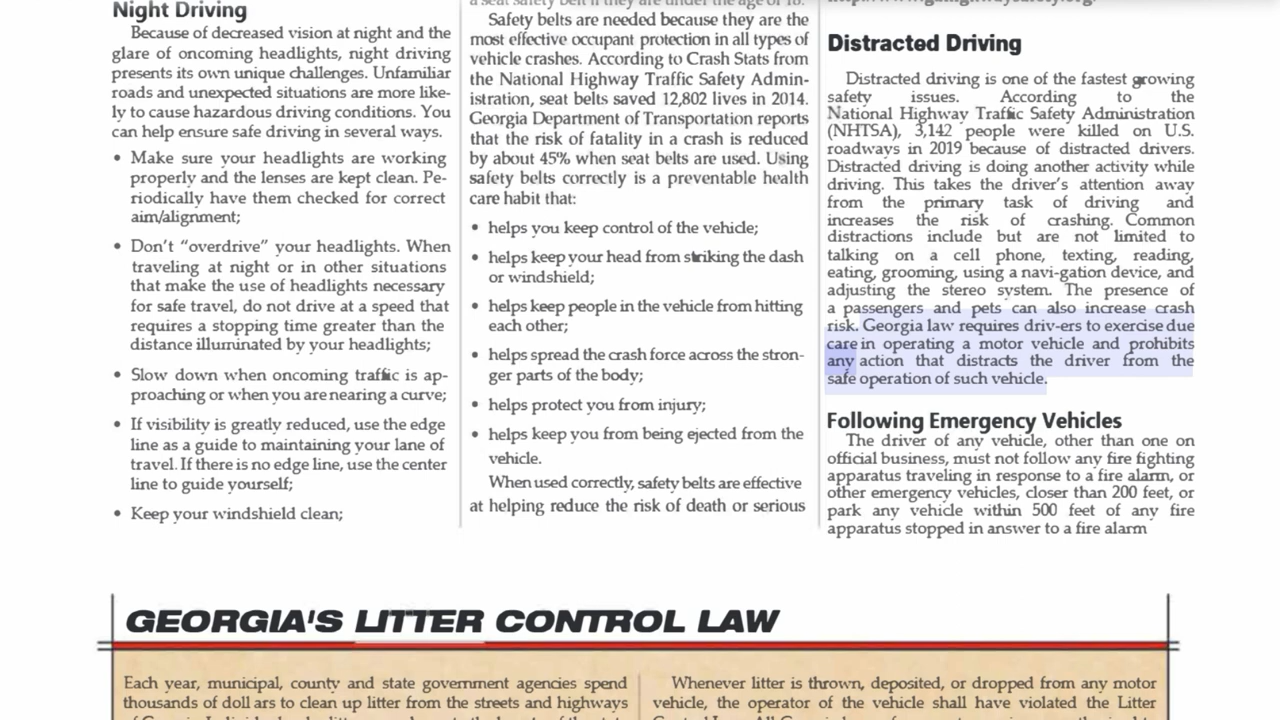 Night Driving
Because of decreased vision at night and the
glare of oncoming headlights, night driving
presents its own unique challenges. Unfamiliar
roads and unexpected situations are more like-
ly to cause hazardous driving conditions. You
can help ensure safe driving in several ways.
• Make sure your headlights are working
properly and the lenses are kept clean. Pe-
riodically have them checked for correct
aim/alignment;
• Don't "overdrive" your headlights. When
traveling at night or in other situations
that make the use of headlights necessary
for safe travel, do not drive at a speed that
requires a stopping time greater than the
distance illuminated by your headlights;
• Slow down when oncoming traffic is ap-
proaching or when you are nearing a curve;
• If visibility is greatly reduced, use the edge
line as a guide to maintaining your lane of
travel. If there is no edge line, use the center
line to guide yourself;
• Keep your windshield clean;
a seat safety belt if they are under the age of 18.
Safety belts are needed because they are the
most effective occupant protection in all types of
vehicle crashes. According to Crash Stats from
the National Highway Traffic Safety Admin-
istration, seat belts saved 12,802 lives in 2014.
Georgia Department of Transportation reports
that the risk of fatality in a crash is reduced
by about 45% when seat belts are used. Using
safety belts correctly is a preventable health
care habit that:
• helps you keep control of the vehicle;
• helps keep your head from striking the dash
or windshield;
• helps keep people in the vehicle from hitting
each other;
• helps spread the crash force across the stron-
ger parts of the body;
• helps protect you from injury;
• helps keep you from being ejected from the
vehicle.
When used correctly, safety belts are effective
at helping reduce the risk of death or serious
Distracted Driving
Distracted driving is one of the fastest growing
safety issues. According to the
National Highway Traffic Safety Administration
(NHTSA), 3,142 people were killed on U.S.
roadways in 2019 because of distracted drivers.
Distracted driving is doing another activity while
driving. This takes the driver's attention away
from the primary task of driving and
increases the risk of crashing. Common
distractions include but are not limited to
talking on a cell phone, texting, reading,
eating, grooming, using a navi-gation device, and
adjusting the stereo system. The presence of
a passengers and pets can also increase crash
risk. Georgia law requires driv-ers to exercise due
care in operating a motor vehicle and prohibits
any action that distracts the driver from the
safe operation of such vehicle.
Following Emergency Vehicles
The driver of any vehicle, other than one on
official business, must not follow any fire fighting
apparatus traveling in response to a fire alarm, or
other emergency vehicles, closer than 200 feet, or
park any vehicle within 500 feet of any fire
apparatus stopped in answer to a fire alarm
GEORGIA'S LITTER CONTROL LAW
Each year, municipal, county and state government agencies spend
thousands of doll ars to clean up litter from the streets and highways
Whenever litter is thrown, deposited, or dropped from any motor
vehicle, the operator of the vehicle shall have violated the Litter